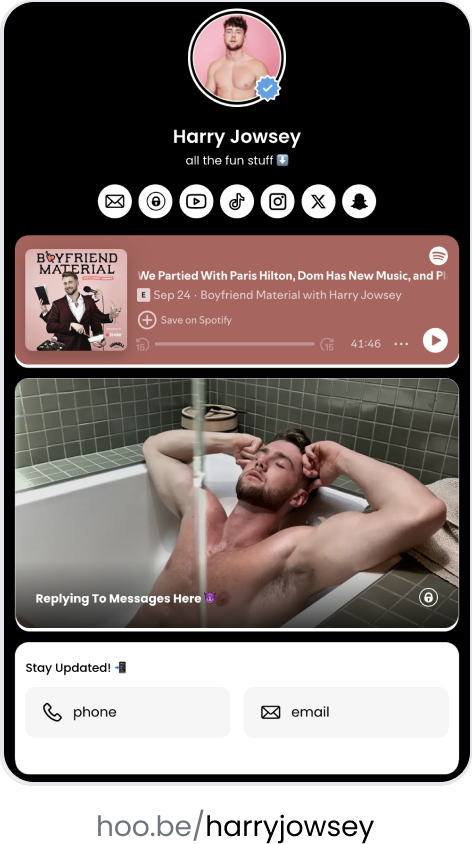 Harry Jowsey
all the fun stuff ⬇️
BOYFRIEND
MATERIAL
We Partied With Paris Hilton, Dom Has New Music, and Pl
E Sep 24 · Boyfriend Material with Harry Jowsey
Save on Spotify
15 15 41:46
Replying To Messages Here 😈
Stay Updated! 📲
phone
email
hoo.be/harryjowsey